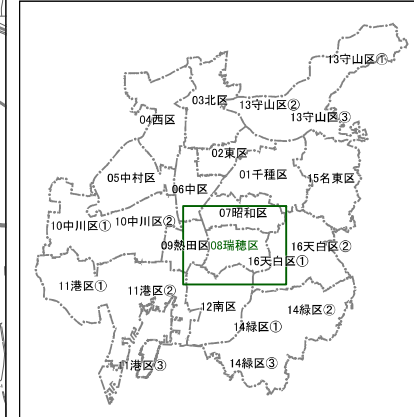 13守山区①
03北区
13守山区②
04西区
13守山区③
02東区
01千種区
05中村区
15名東区
06中区
07昭和区
10中川区①
10中川区②
09熱田区
08瑞穂区
16天白区②
16天白区①
11港区①
11港区②
12南区
14緑区②
14緑区①
1港区③
14緑区③